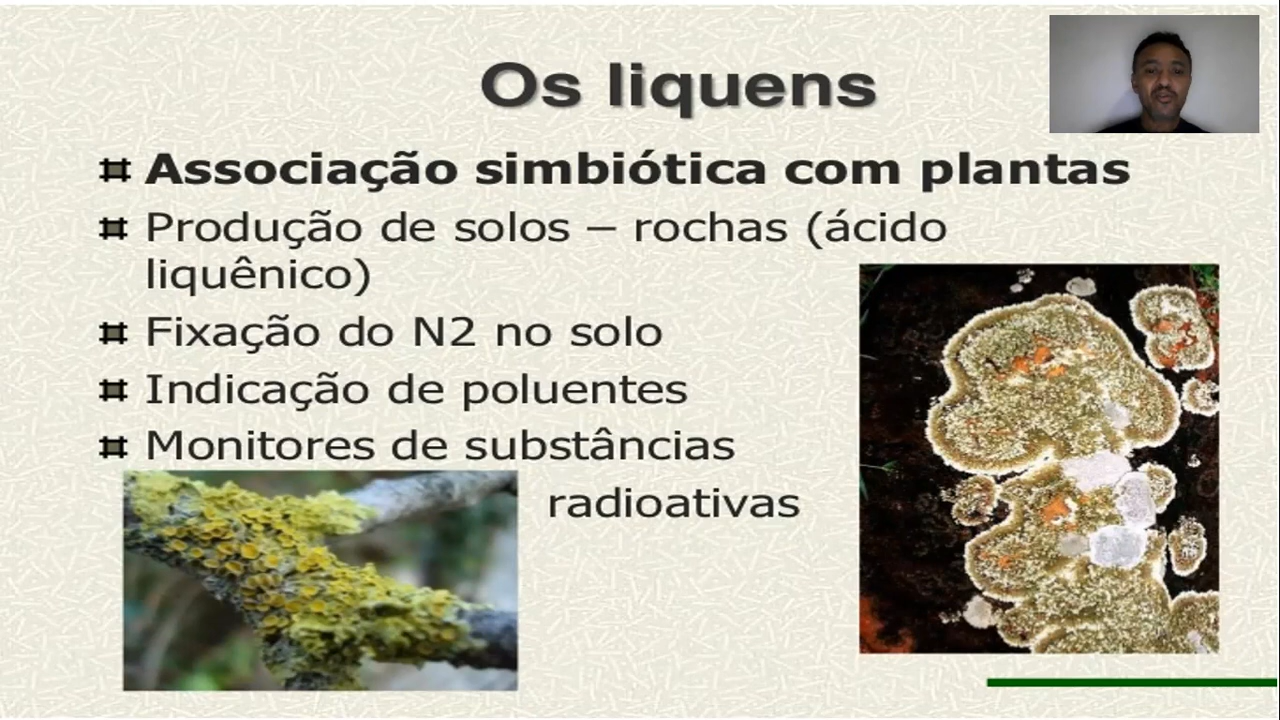 Os liquens
Associação simbiótica com plantas
Produção de solos – rochas (ácido
liquênico)
Fixação do N2 no solo
Indicação de poluentes
Monitores de substâncias
radioativas